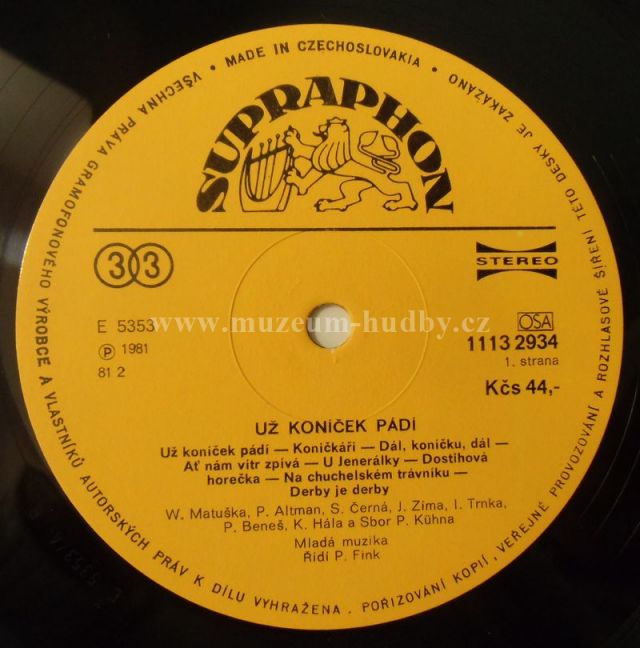 VŠECHNA PRÁVA GRAMOFONOVÉHO VÝROBCE A VLASTNÍKŮ AUTORSKÝCH PRÁV K DÍLU VYHRAŽENA. POŘIZOVÁNÍ KOPIÍ, VEŘEJNÉ PROVOZOVÁNÍ A ROZHLASOVÉ ŠÍŘENÍ TÉTO DESKY JE ZAKÁZÁNO
• MADE IN CZECHOSLOVAKIA •
SUPRAPHON
33
STEREO
E 5353
www.muzeum-hudby.cz
OSA
Ⓟ 1981
1113 2934
81 2
1. strana
Kčs 44,-
UŽ KONÍČEK PÁDÍ
Už koníček pádí — Koníčkáři — Dál, koníčku, dál —
Ať nám vítr zpívá — U Jenerálky — Dostihová
horečka — Na chuchelském trávníku —
Derby je derby
W. Matuška, P. Altman, S. Černá, J. Zíma, I. Trnka,
P. Beneš, K. Hála a Sbor P. Kühna
Mladá muzika
Řídí P. Fink